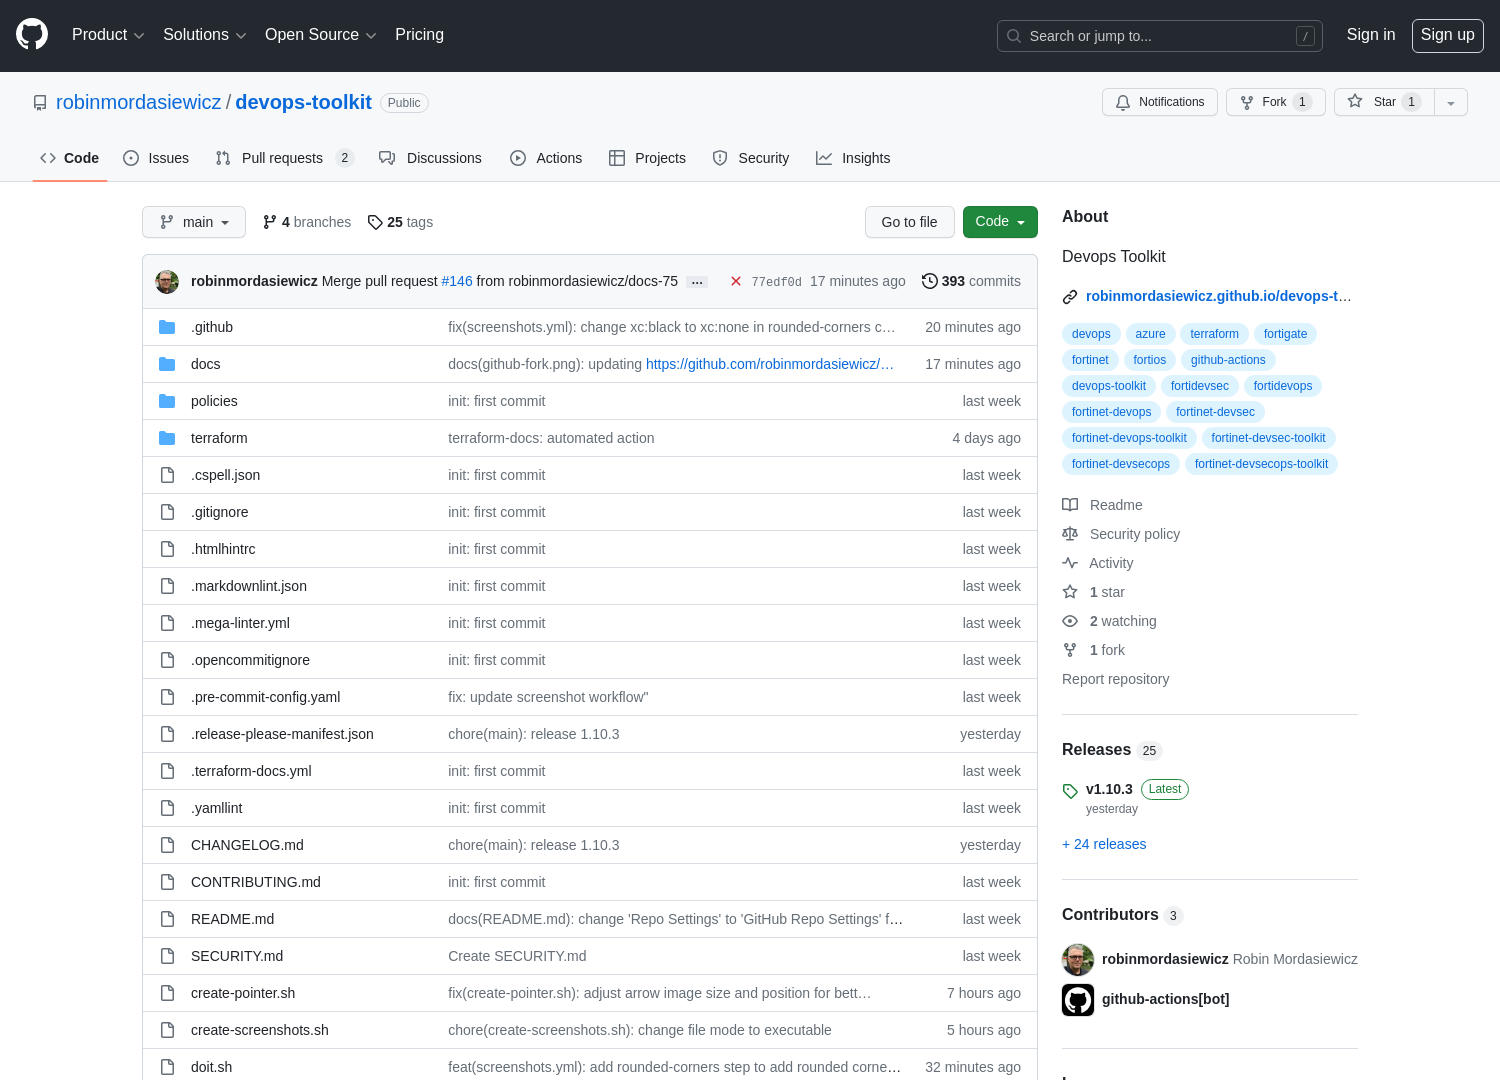 Product Solutions Open Source Pricing Search or jump to... / Sign in Sign up
robinmordasiewicz / devops-toolkit Public Notifications Fork 1 Star 1
Code Issues Pull requests 2 Discussions Actions Projects Security Insights
main 4 branches 25 tags Go to file Code
robinmordasiewicz Merge pull request #146 from robinmordasiewicz/docs-75 … 77edf0d 17 minutes ago 393 commits
.github fix(screenshots.yml): change xc:black to xc:none in rounded-corners c… 20 minutes ago
docs docs(github-fork.png): updating https://github.com/robinmordasiewicz/… 17 minutes ago
policies init: first commit last week
terraform terraform-docs: automated action 4 days ago
.cspell.json init: first commit last week
.gitignore init: first commit last week
.htmlhintrc init: first commit last week
.markdownlint.json init: first commit last week
.mega-linter.yml init: first commit last week
.opencommitignore init: first commit last week
.pre-commit-config.yaml fix: update screenshot workflow" last week
.release-please-manifest.json chore(main): release 1.10.3 yesterday
.terraform-docs.yml init: first commit last week
.yamllint init: first commit last week
CHANGELOG.md chore(main): release 1.10.3 yesterday
CONTRIBUTING.md init: first commit last week
README.md docs(README.md): change 'Repo Settings' to 'GitHub Repo Settings' f… last week
SECURITY.md Create SECURITY.md last week
create-pointer.sh fix(create-pointer.sh): adjust arrow image size and position for bett… 7 hours ago
create-screenshots.sh chore(create-screenshots.sh): change file mode to executable 5 hours ago
doit.sh feat(screenshots.yml): add rounded-corners step to add rounded corne… 32 minutes ago
About
Devops Toolkit
robinmordasiewicz.github.io/devops-t…
devops azure terraform fortigate
fortinet fortios github-actions
devops-toolkit fortidevsec fortidevops
fortinet-devops fortinet-devsec
fortinet-devops-toolkit fortinet-devsec-toolkit
fortinet-devsecops fortinet-devsecops-toolkit
Readme
Security policy
Activity
1 star
2 watching
1 fork
Report repository
Releases 25
v1.10.3 Latest
yesterday
+ 24 releases
Contributors 3
robinmordasiewicz Robin Mordasiewicz
github-actions[bot]